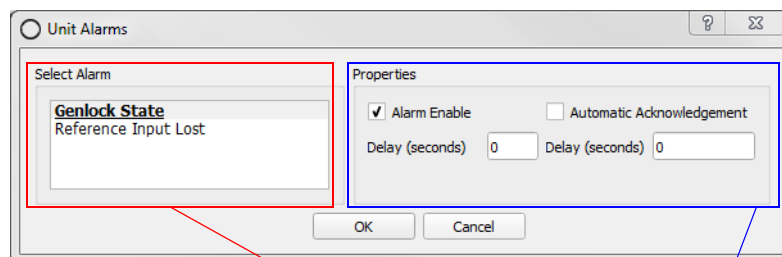 Unit Alarms
Select Alarm
Genlock State
Reference Input Lost
Properties
Alarm Enable
Automatic Acknowledgement
Delay (seconds) 0
Delay (seconds) 0
OK
Cancel